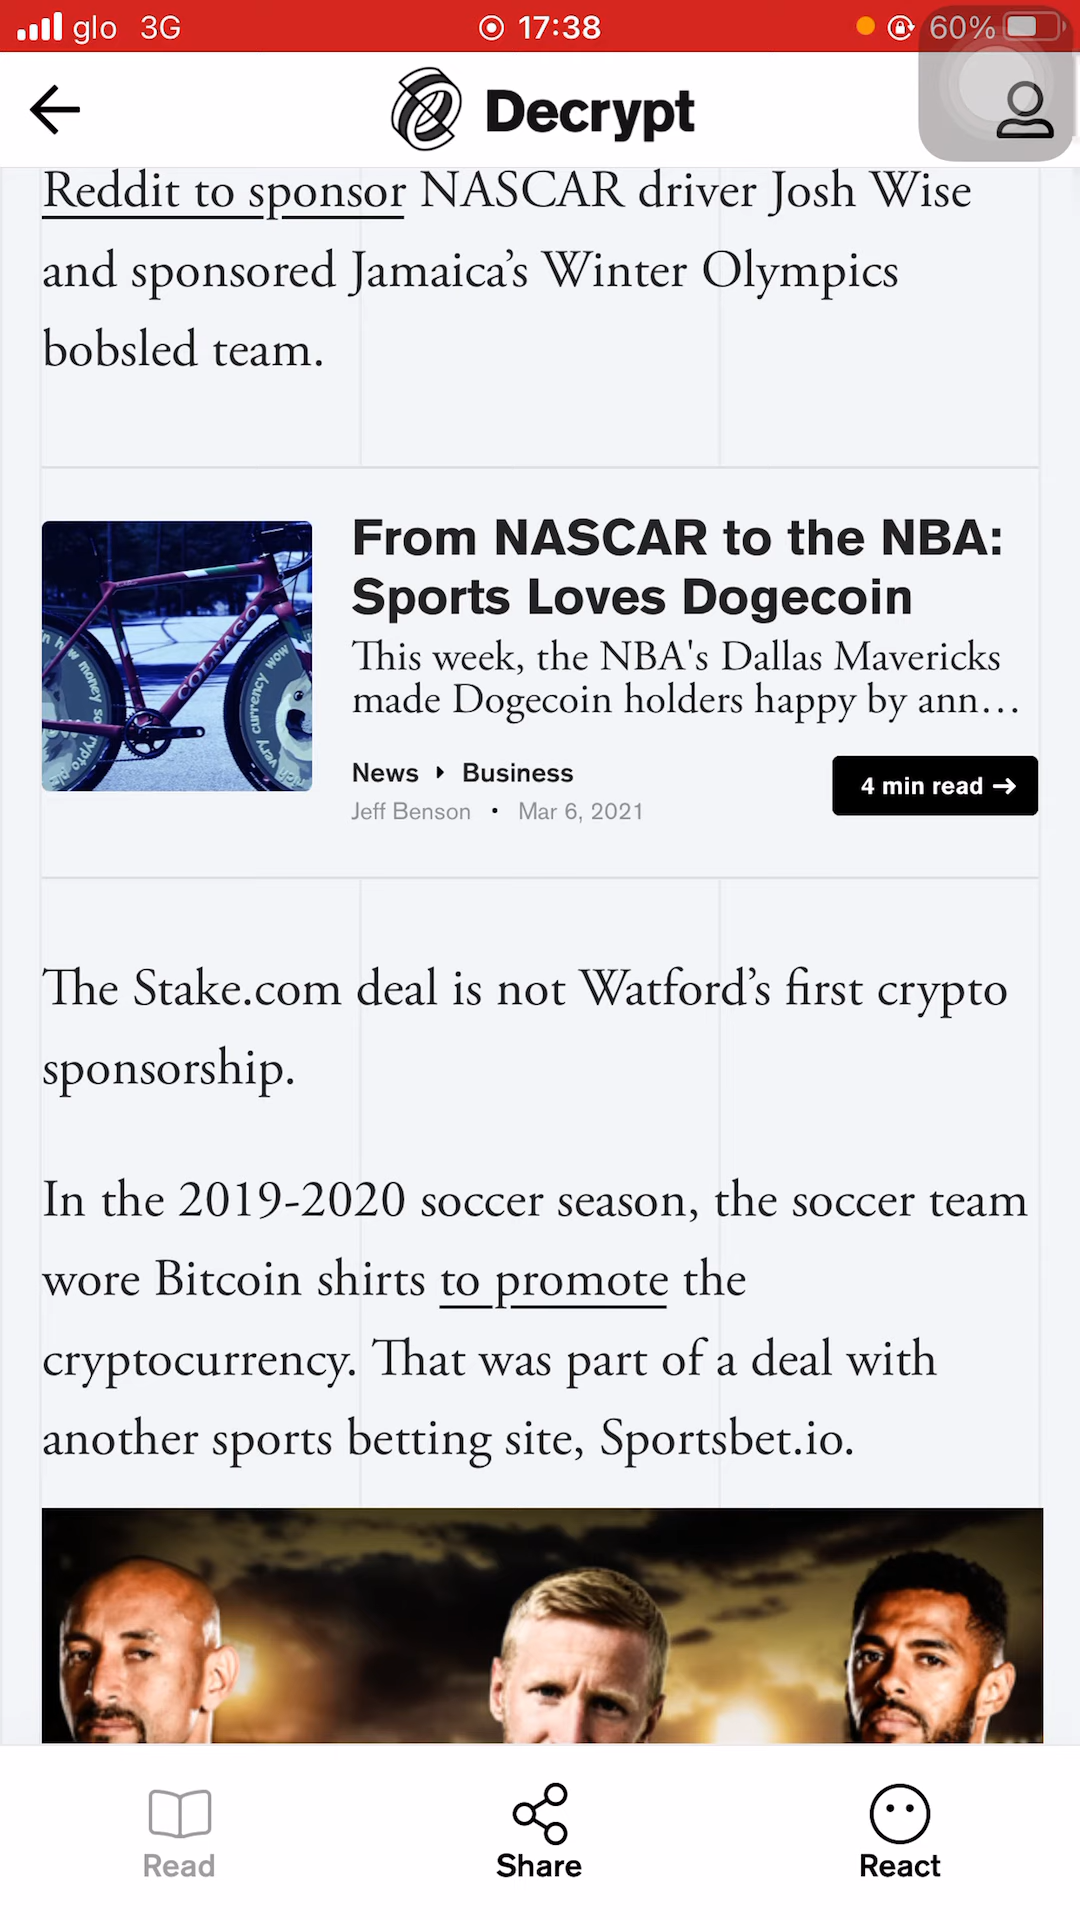 glo 3G 17:38 60%
Decrypt
Reddit to sponsor NASCAR driver Josh Wise
and sponsored Jamaica’s Winter Olympics
bobsled team.
From NASCAR to the NBA:
Sports Loves Dogecoin
This week, the NBA's Dallas Mavericks
made Dogecoin holders happy by ann...
News Business
4 min read
Jeff Benson • Mar 6, 2021
COLNAGO
The Stake.com deal is not Watford’s first crypto
sponsorship.
In the 2019-2020 soccer season, the soccer team
wore Bitcoin shirts to promote the
cryptocurrency. That was part of a deal with
another sports betting site, Sportsbet.io.
Read Share React